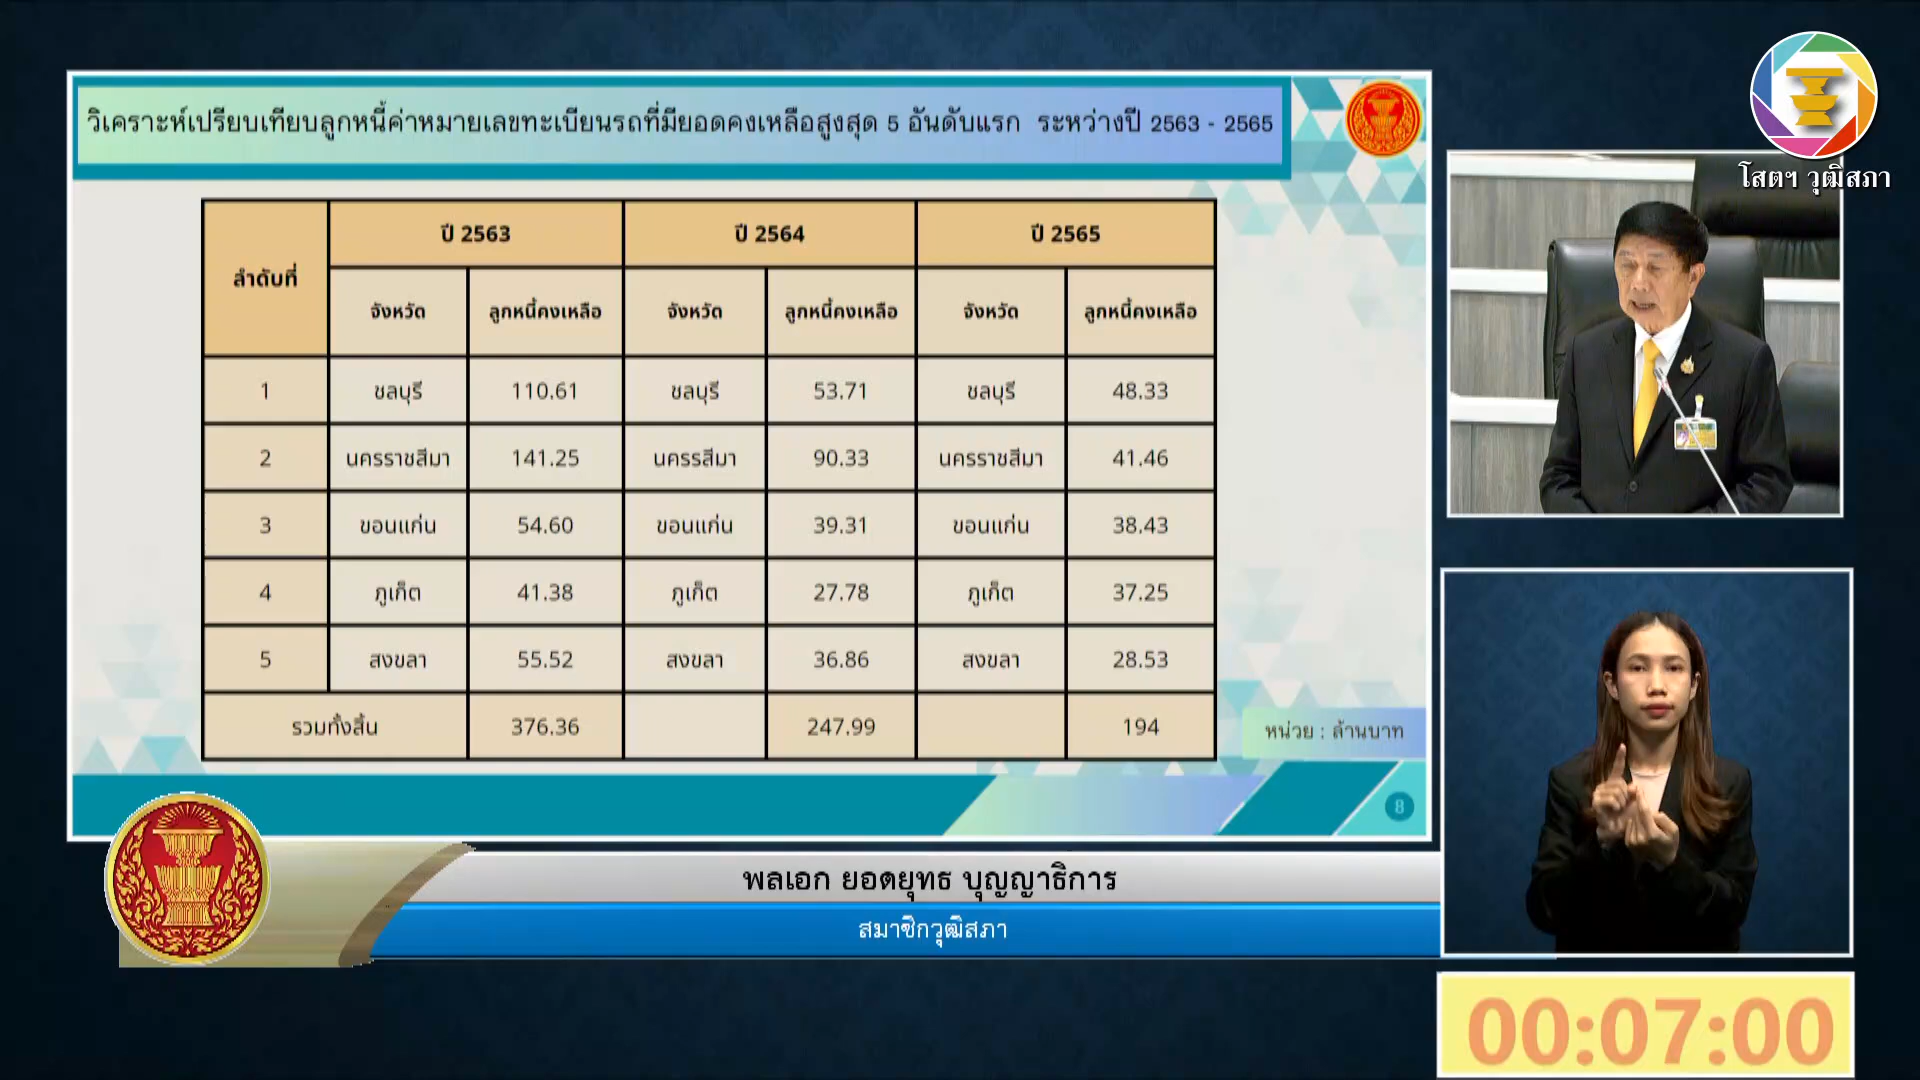 วิเคราะห์เปรียบเทียบลูกหนี้ค่าหมายเลขทะเบียนรถที่มียอดคงเหลือสูงสุด 5 อันดับแรก ระหว่างปี 2563 - 2565
โสตฯ วุฒิสภา
ลำดับที่ ปี 2563 ปี 2564 ปี 2565
จังหวัด ลูกหนี้คงเหลือ จังหวัด ลูกหนี้คงเหลือ จังหวัด ลูกหนี้คงเหลือ
1 ชลบุรี 110.61 ชลบุรี 53.71 ชลบุรี 48.33
2 นครราชสีมา 141.25 นครรสีมา 90.33 นครราชสีมา 41.46
3 ขอนแก่น 54.60 ขอนแก่น 39.31 ขอนแก่น 38.43
4 ภูเก็ต 41.38 ภูเก็ต 27.78 ภูเก็ต 37.25
5 สงขลา 55.52 สงขลา 36.86 สงขลา 28.53
รวมทั้งสิ้น 376.36 247.99 194
หน่วย : ล้านบาท
8
พลเอก ยอดยุทธ บุญญาธิการ
สมาชิกวุฒิสภา
00:07:00